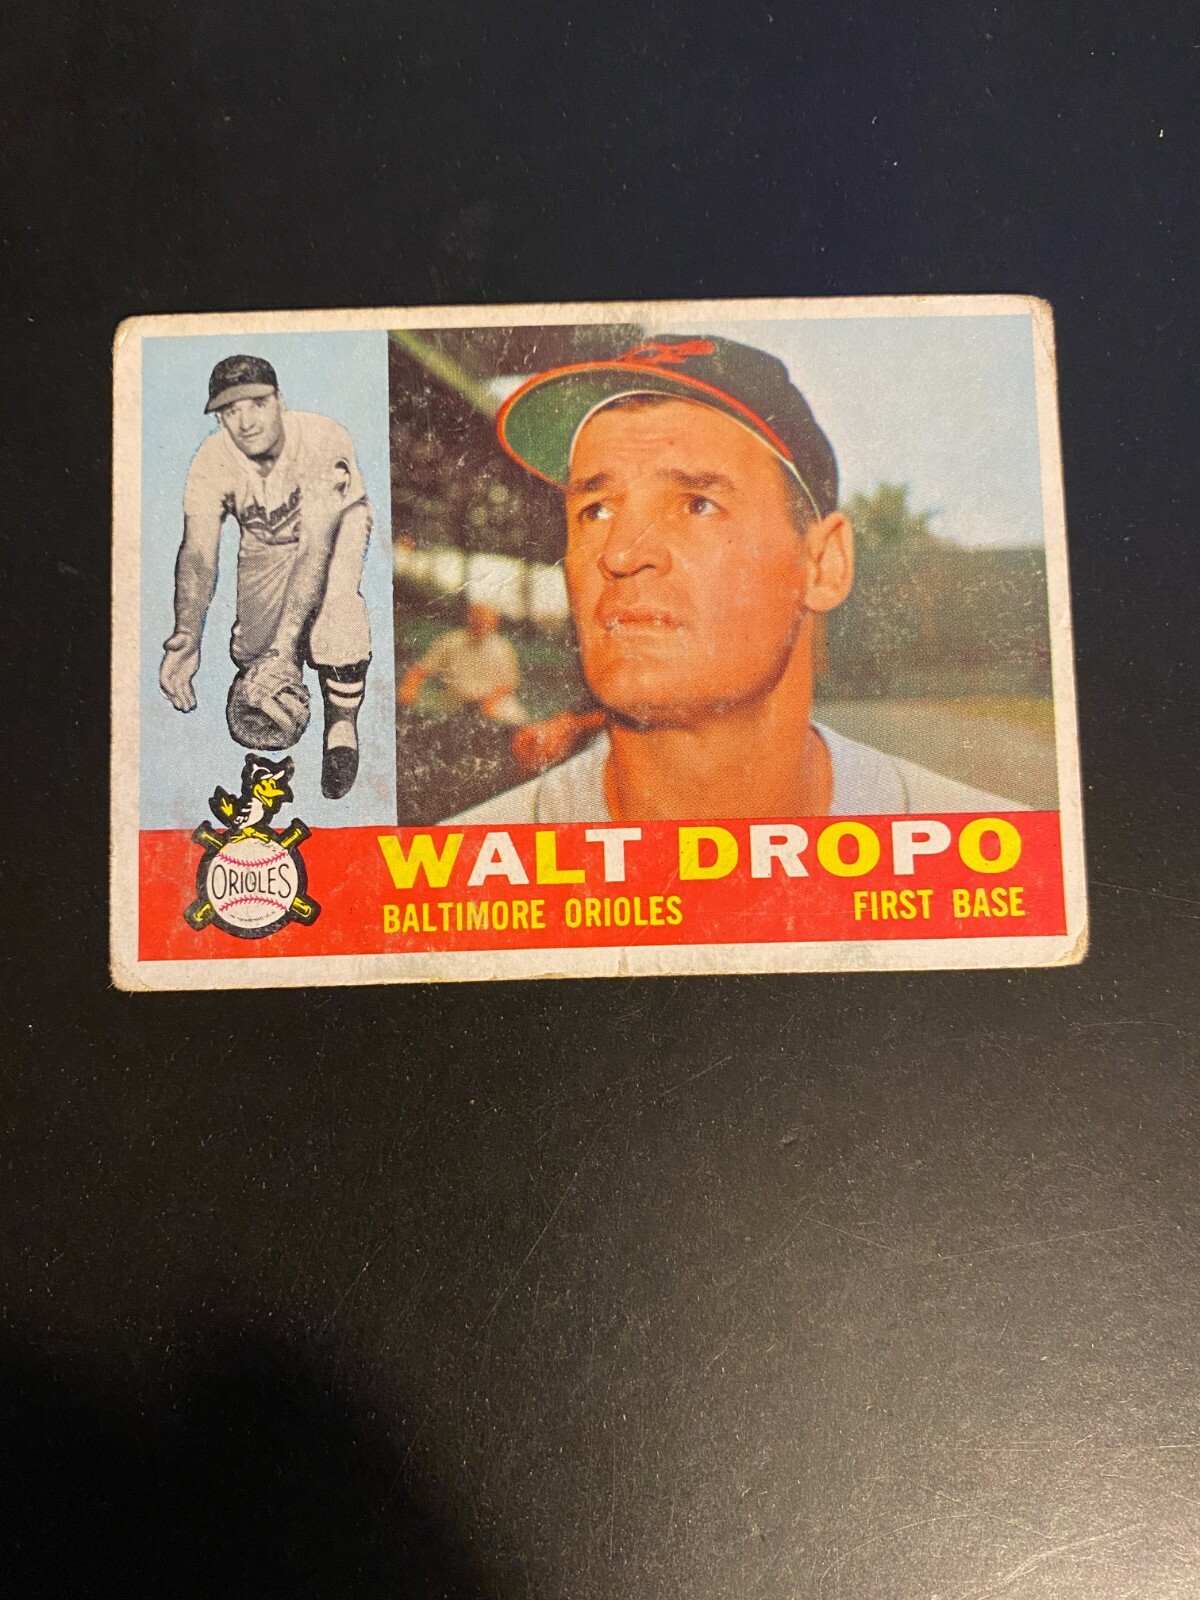 ORIOLES
WALT DROPO
BALTIMORE ORIOLES FIRST BASE